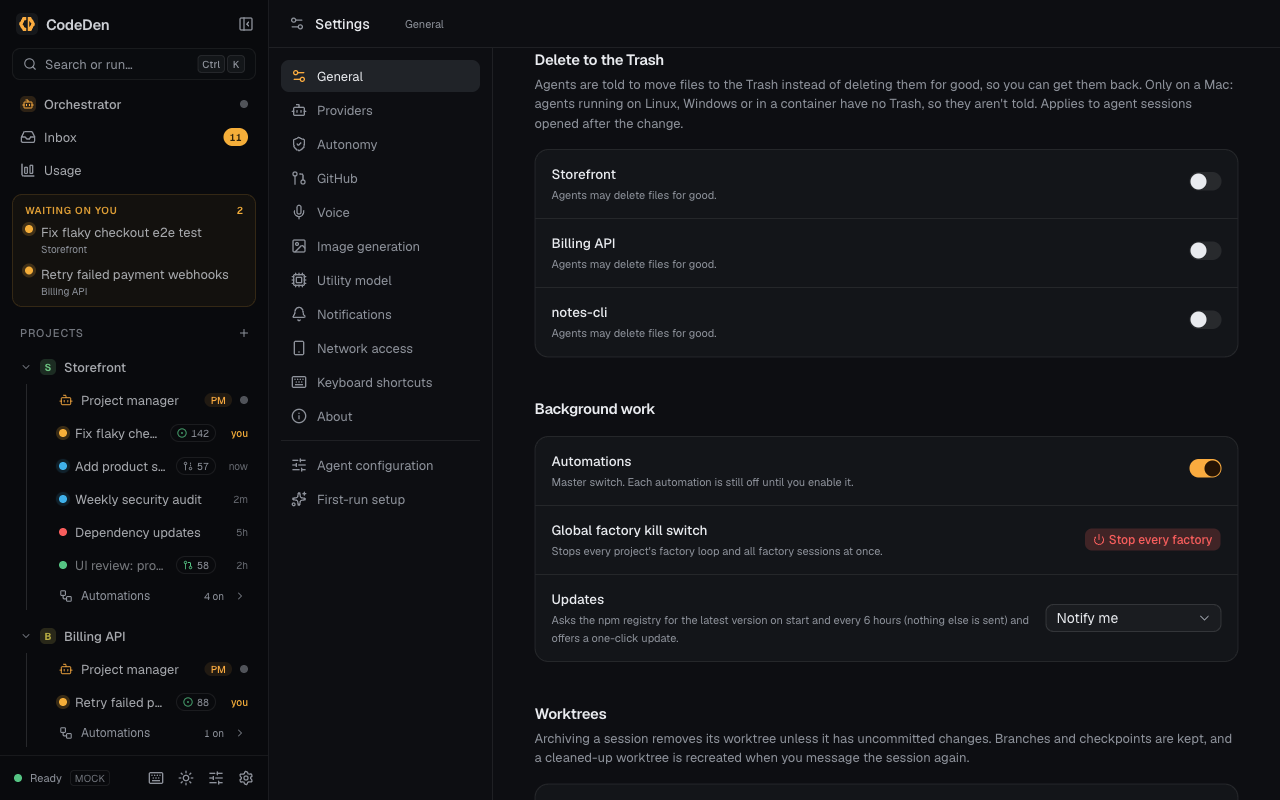 CodeDen
Search or run...
Ctrl K
Orchestrator
Inbox
11
Usage
WAITING ON YOU
2
Fix flaky checkout e2e test
Storefront
Retry failed payment webhooks
Billing API
PROJECTS
S
Storefront
Project manager
PM
Fix flaky che...
142
you
Add product s...
57
now
Weekly security audit
2m
Dependency updates
5h
UI review: pro...
58
2h
Automations
4 on
B
Billing API
Project manager
PM
Retry failed p...
88
you
Automations
1 on
Ready
MOCK
Settings
General
General
Providers
Autonomy
GitHub
Voice
Image generation
Utility model
Notifications
Network access
Keyboard shortcuts
About
Agent configuration
First-run setup
Delete to the Trash
Agents are told to move files to the Trash instead of deleting them for good, so you can get them back. Only on a Mac:
agents running on Linux, Windows or in a container have no Trash, so they aren't told. Applies to agent sessions
opened after the change.
Storefront
Agents may delete files for good.
Billing API
Agents may delete files for good.
notes-cli
Agents may delete files for good.
Background work
Automations
Master switch. Each automation is still off until you enable it.
Global factory kill switch
Stops every project's factory loop and all factory sessions at once.
Stop every factory
Updates
Asks the npm registry for the latest version on start and every 6 hours (nothing else is sent) and
offers a one-click update.
Notify me
Worktrees
Archiving a session removes its worktree unless it has uncommitted changes. Branches and checkpoints are kept, and
a cleaned-up worktree is recreated when you message the session again.